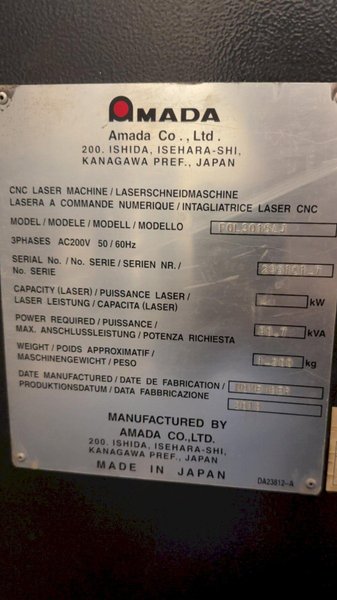 AMADA
Amada Co., Ltd.
200. ISHIDA, ISEHARA-SHI,
KANAGAWA PREF., JAPAN
CNC LASER MACHINE / LASERSCHNEIDMASCHINE
LASERA A COMMANDE NUMERIQUE / INTAGLIATRICE LASER CNC
MODEL / MODELE / MODELL / MODELLO
3PHASES AC200V 50 / 60Hz
SERIAL No. / No. SERIE / SERIEN NR. /
No. SERIE
CAPACITY (LASER) / PUISSANCE LASER /
LASER LEISTUNG / CAPACITA (LASER) kW
POWER REQUIRED / PUISSANCE /
MAX. ANSCHLUSSLEISTUNG / POTENZA RICHIESTA kVA
WEIGHT / POIDS APPROXIMATIF /
MASCHINENGEWICHT / PESO kg
DATE MANUFACTURED / DATE DE FABRICATION /
PRODUKTIONSDATUM / DATA FABBRICAZIONE
MANUFACTURED BY
AMADA CO.,LTD.
200. ISHIDA, ISEHARA-SHI,
KANAGAWA PREF., JAPAN
MADE IN JAPAN
DA23812-A